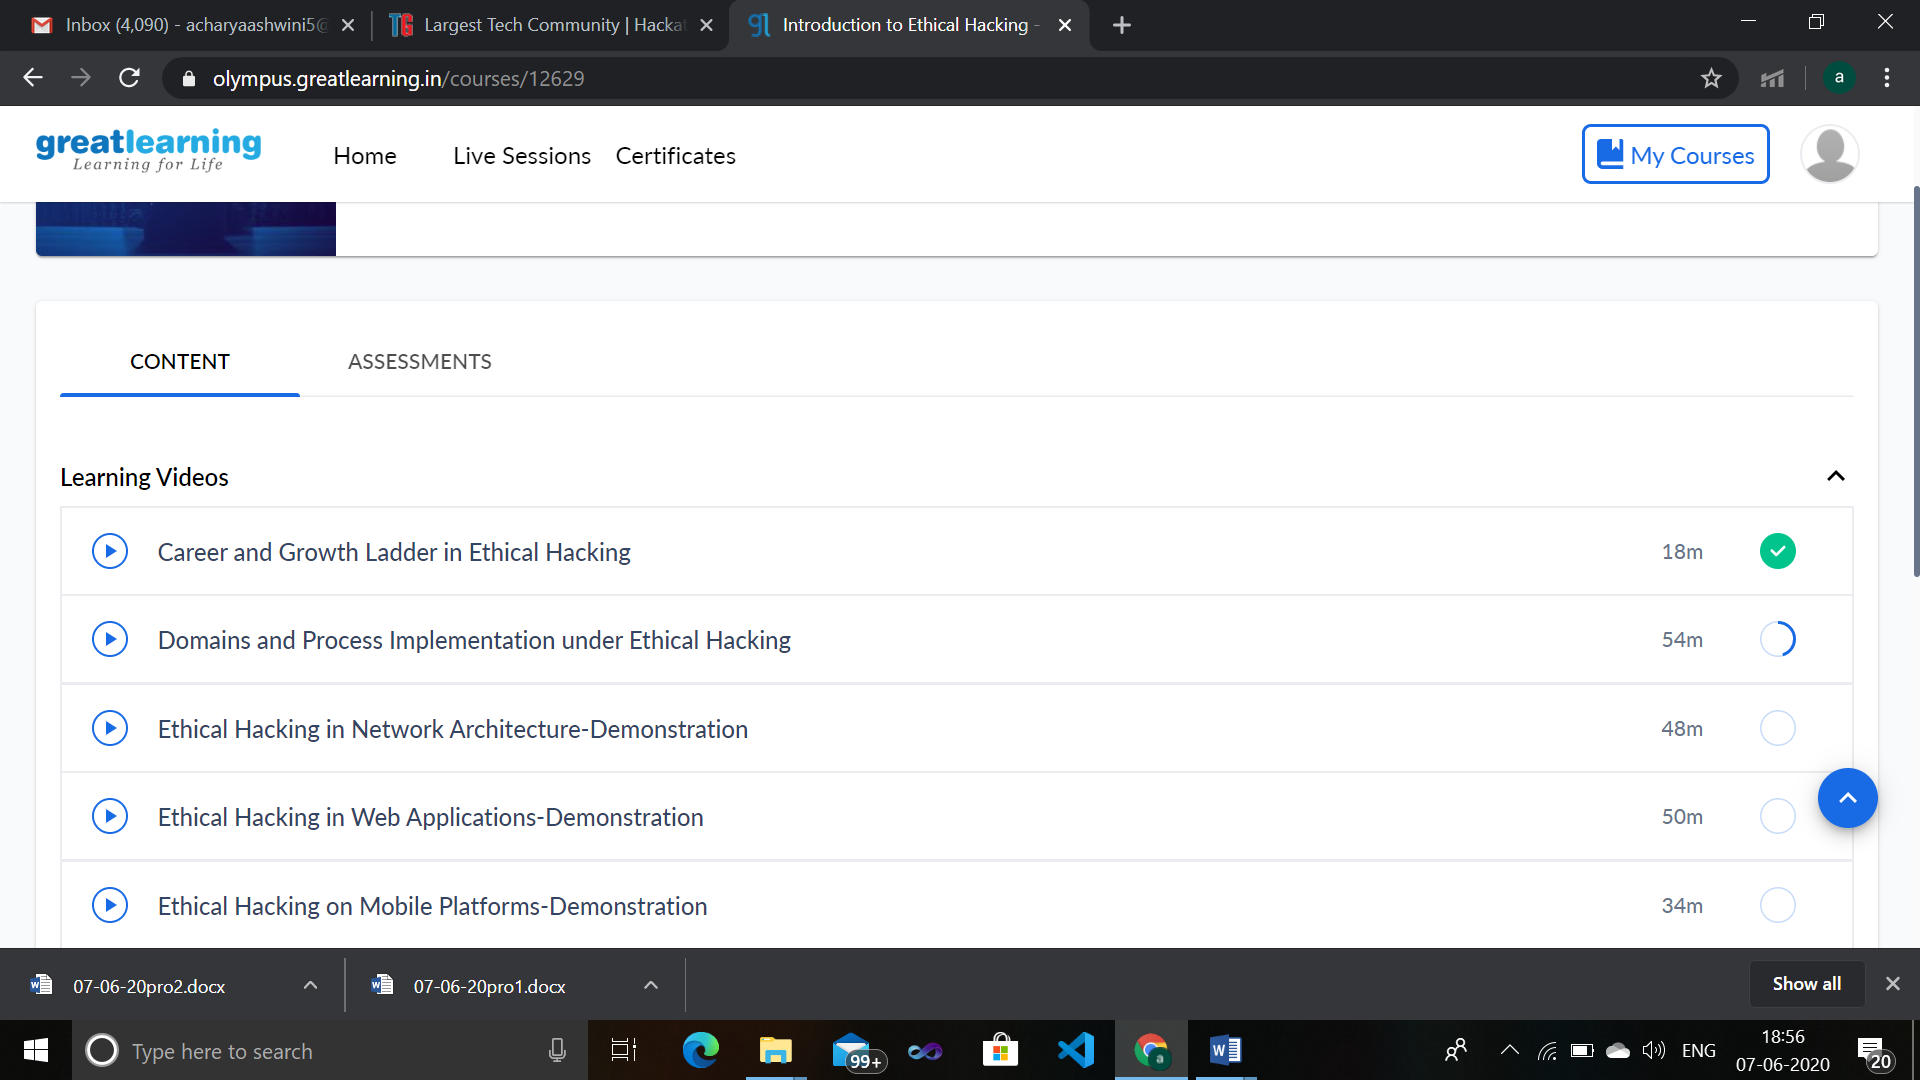 Inbox (4,090) - acharyaashwini5@
Largest Tech Community | Hackat
Introduction to Ethical Hacking -
olympus.greatlearning.in/courses/12629
a
greatlearning
Learning for Life
Home
Live Sessions
Certificates
My Courses
CONTENT
ASSESSMENTS
Learning Videos
Career and Growth Ladder in Ethical Hacking 18m
Domains and Process Implementation under Ethical Hacking 54m
Ethical Hacking in Network Architecture-Demonstration 48m
Ethical Hacking in Web Applications-Demonstration 50m
Ethical Hacking on Mobile Platforms-Demonstration 34m
07-06-20pro2.docx
07-06-20pro1.docx
Show all
Type here to search
99+
a
ENG
18:56
07-06-2020
20